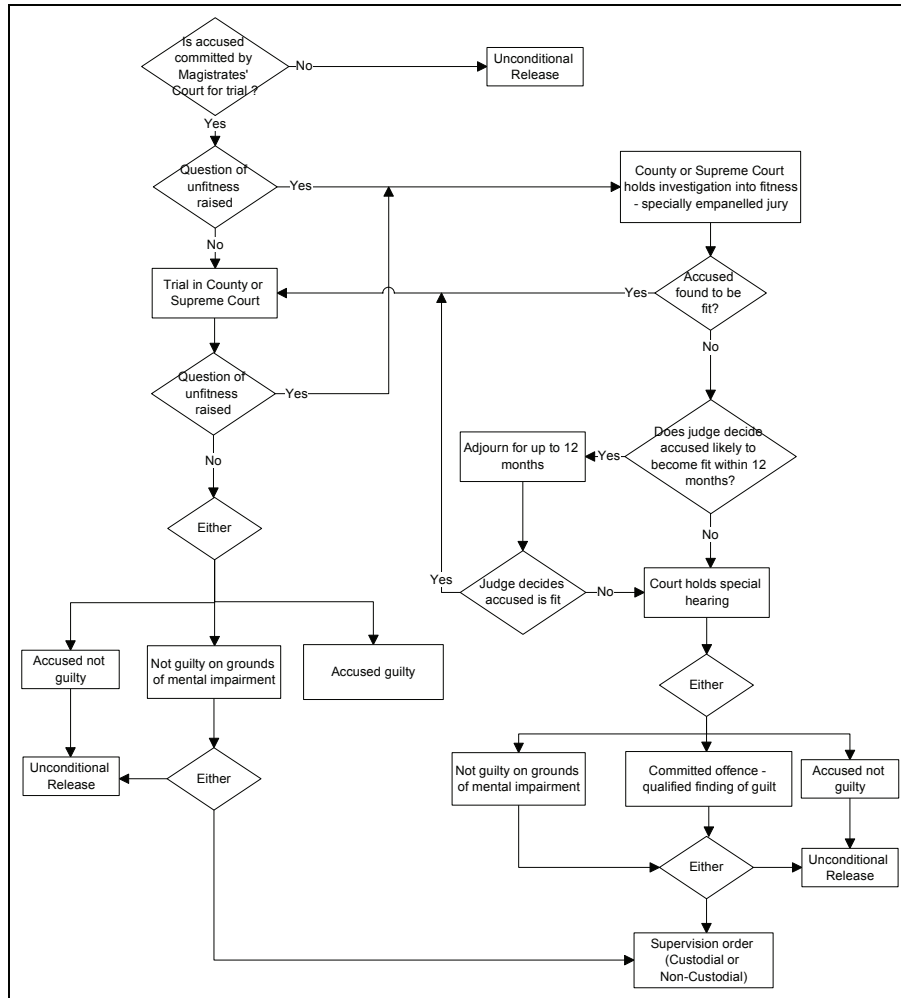 Is accused
committed by
Magistrates'
Court for trial ?
No
Unconditional
Release
Yes
Question of
unfitness
raised
Yes
County or Supreme Court
holds investigation into fitness
- specially empanelled jury
No
Trial in County or
Supreme Court
Yes
Accused
found to be
fit?
No
Question of
unfitness
raised
Yes
No
Does judge decide
accused likely to
become fit within 12
months?
Yes
Adjourn for up to 12
months
No
Either
Yes
Judge decides
accused is fit
No
Court holds special
hearing
Accused not
guilty
Not guilty on grounds
of mental impairment
Accused guilty
Either
Unconditional
Release
Either
Not guilty on grounds
of mental impairment
Committed offence -
qualified finding of guilt
Accused not
guilty
Either
Unconditional
Release
Supervision order
(Custodial or
Non-Custodial)